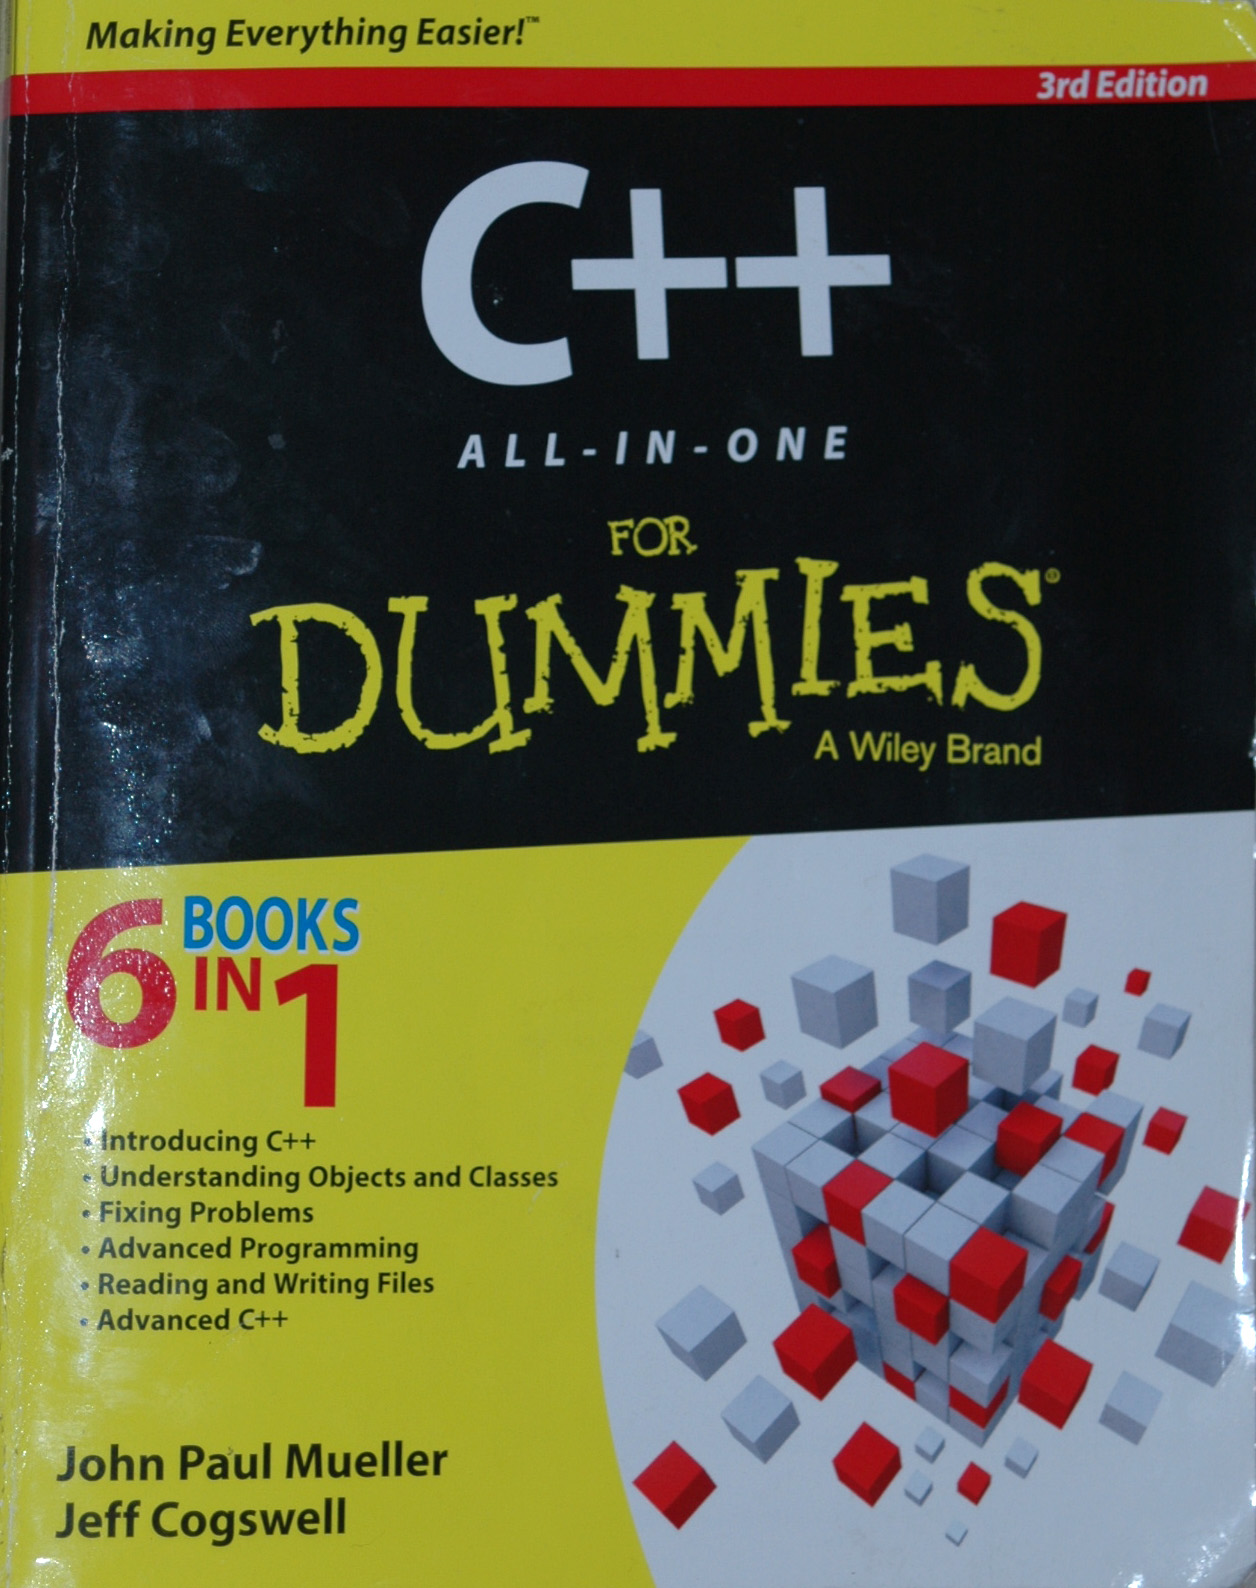 Making Everything Easier!™
3rd Edition
C++
ALL-IN-ONE
FOR
DUMMIES®
A Wiley Brand
6 BOOKS
IN 1
• Introducing C++
• Understanding Objects and Classes
• Fixing Problems
• Advanced Programming
• Reading and Writing Files
• Advanced C++
John Paul Mueller
Jeff Cogswell